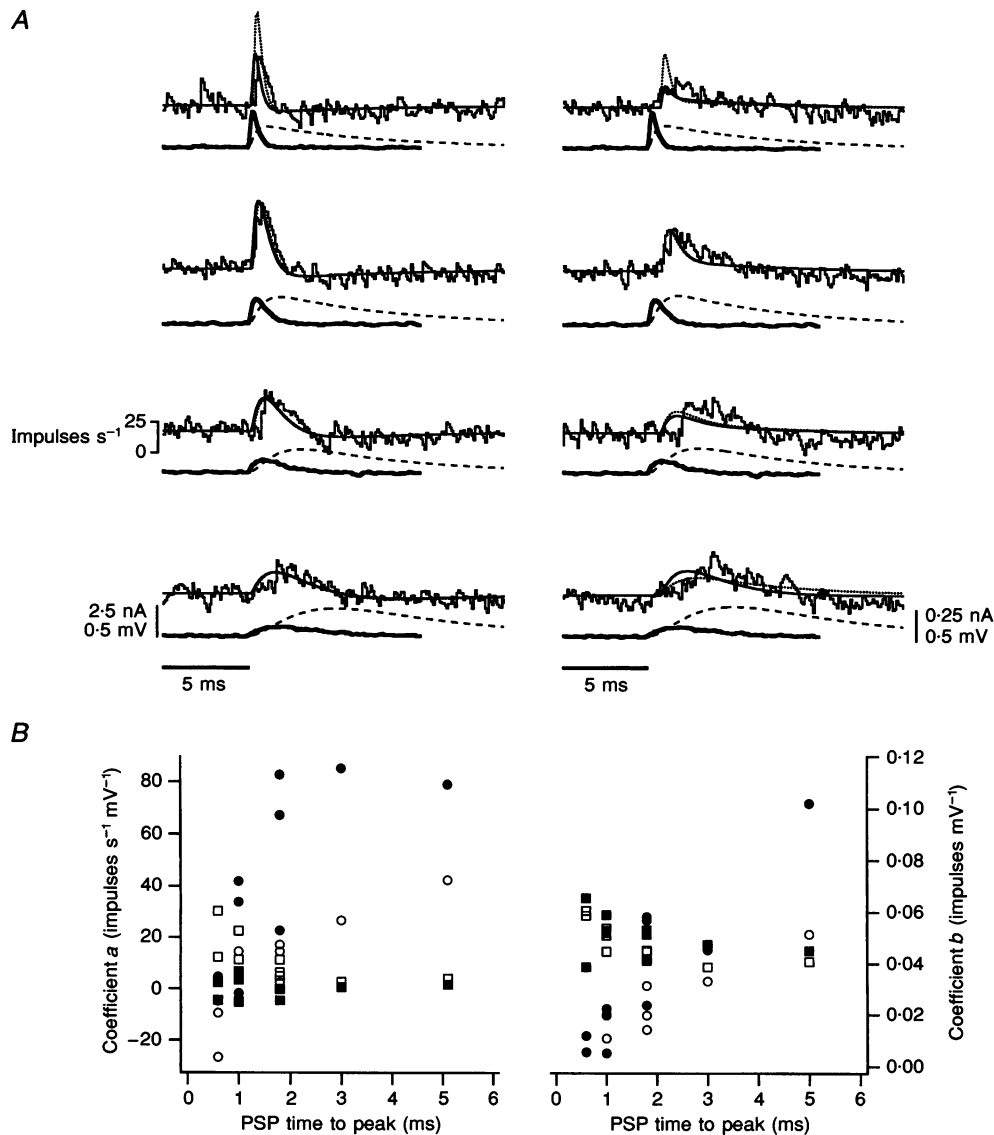 A
Impulses s⁻¹
25
0
2·5 nA
0·5 mV
0·25 nA
0·5 mV
5 ms
5 ms
B
Coefficient a (impulses s⁻¹ mV⁻¹)
80
60
40
20
0
−20
0 1 2 3 4 5 6
PSP time to peak (ms)
0·12
0·10
0·08
0·06
0·04
0·02
0·00
Coefficient b (impulses mV⁻¹)
0 1 2 3 4 5 6
PSP time to peak (ms)